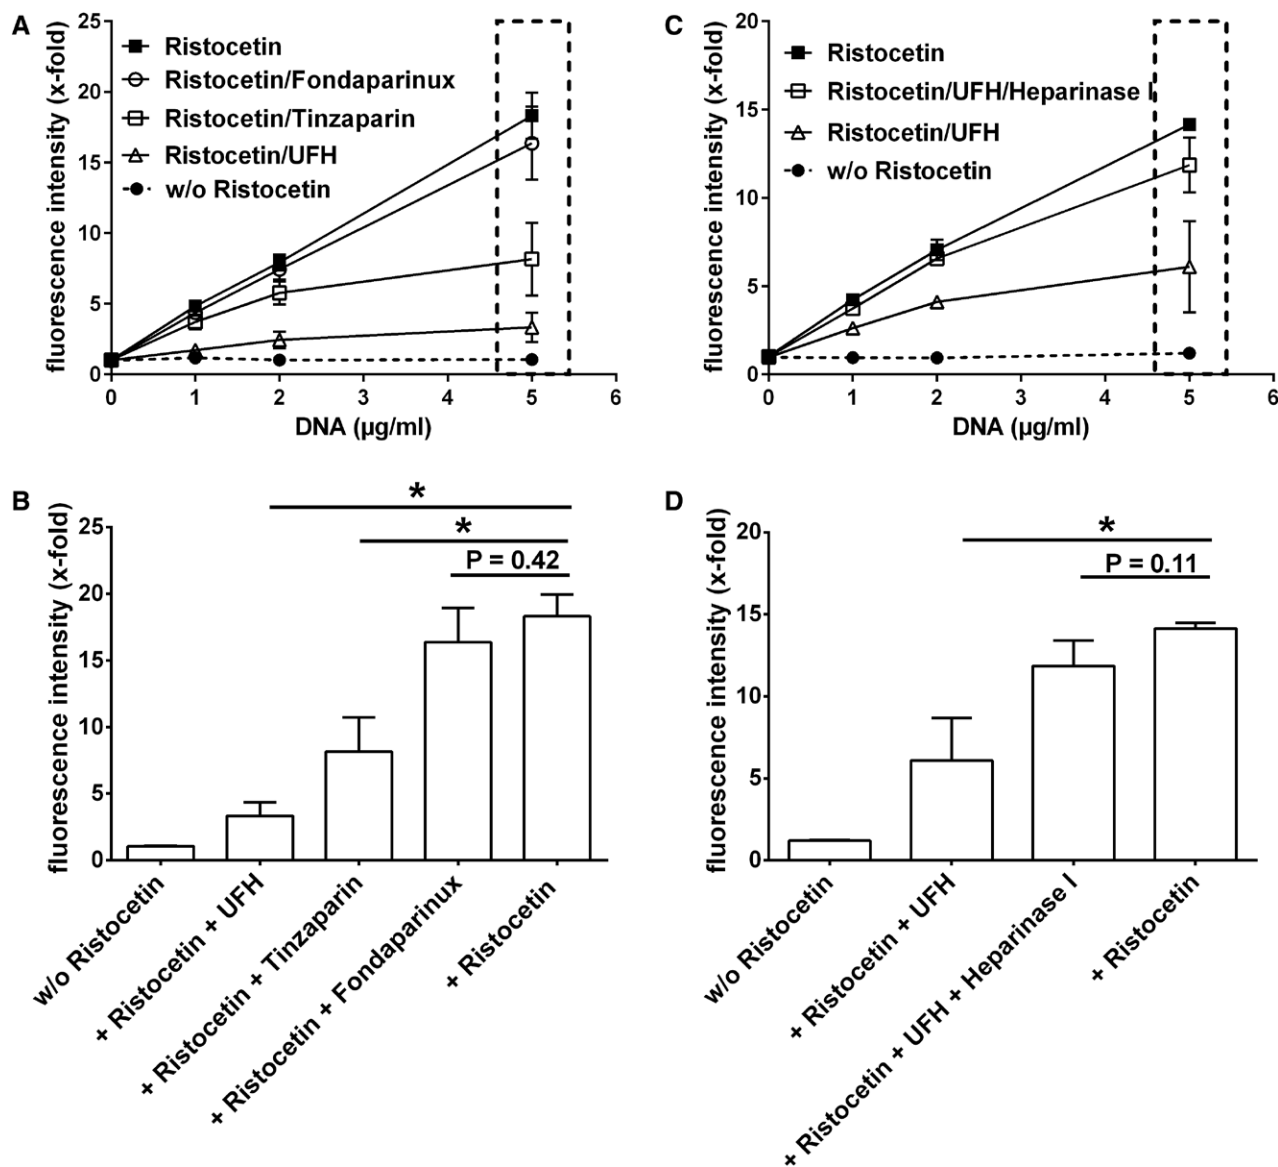 A
fluorescence intensity (x-fold)
25
20
15
10
5
0
Ristocetin
Ristocetin/Fondaparinux
Ristocetin/Tinzaparin
Ristocetin/UFH
w/o Ristocetin
0 1 2 3 4 5 6
DNA (µg/ml)
C
fluorescence intensity (x-fold)
20
15
10
5
0
Ristocetin
Ristocetin/UFH/Heparinase I
Ristocetin/UFH
w/o Ristocetin
0 1 2 3 4 5 6
DNA (µg/ml)
B
fluorescence intensity (x-fold)
25
20
15
10
5
0
*
*
P = 0.42
w/o Ristocetin
+ Ristocetin + UFH
+ Ristocetin + Tinzaparin
+ Ristocetin + Fondaparinux
+ Ristocetin
D
fluorescence intensity (x-fold)
20
15
10
5
0
*
P = 0.11
w/o Ristocetin
+ Ristocetin + UFH
+ Ristocetin + UFH + Heparinase I
+ Ristocetin